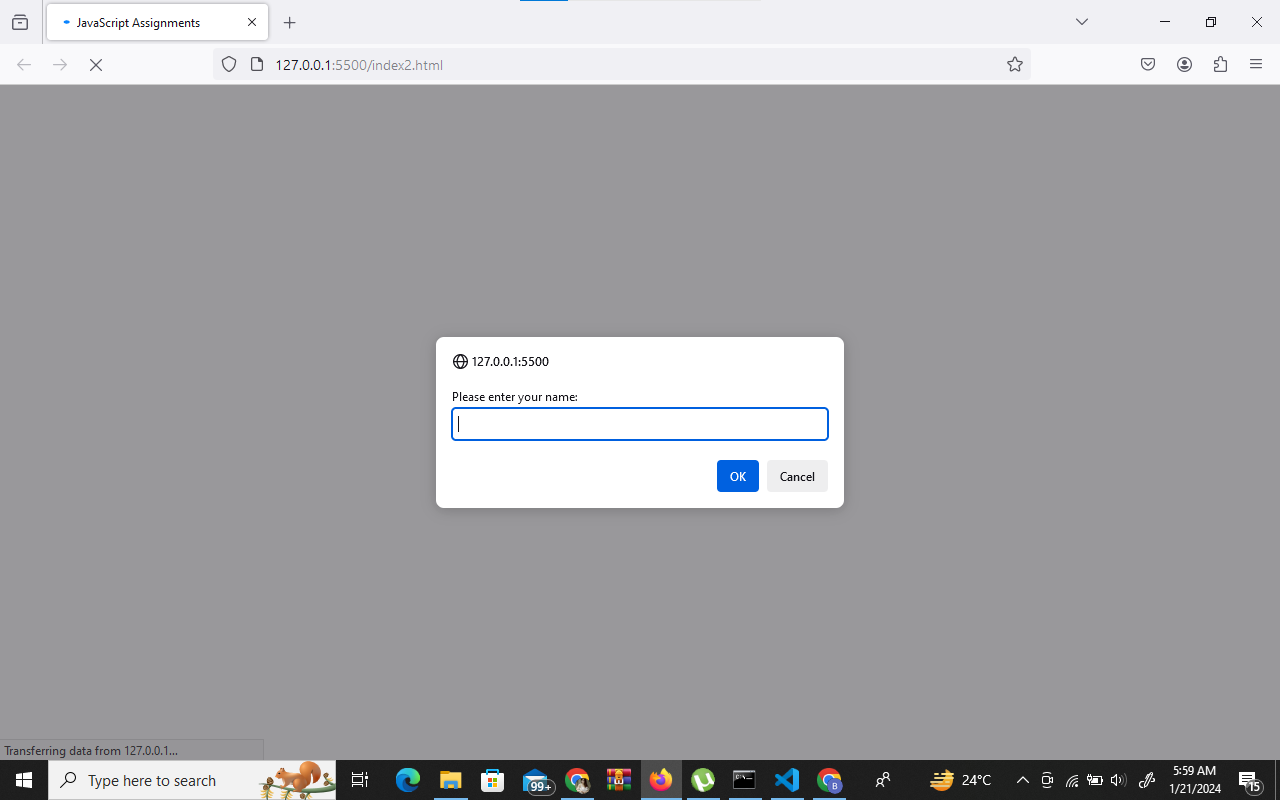 JavaScript Assignments
127.0.0.1:5500/index2.html
127.0.0.1:5500
Please enter your name:
OK
Cancel
Transferring data from 127.0.0.1...
Type here to search
99+
B
24°C
5:59 AM
1/21/2024
15